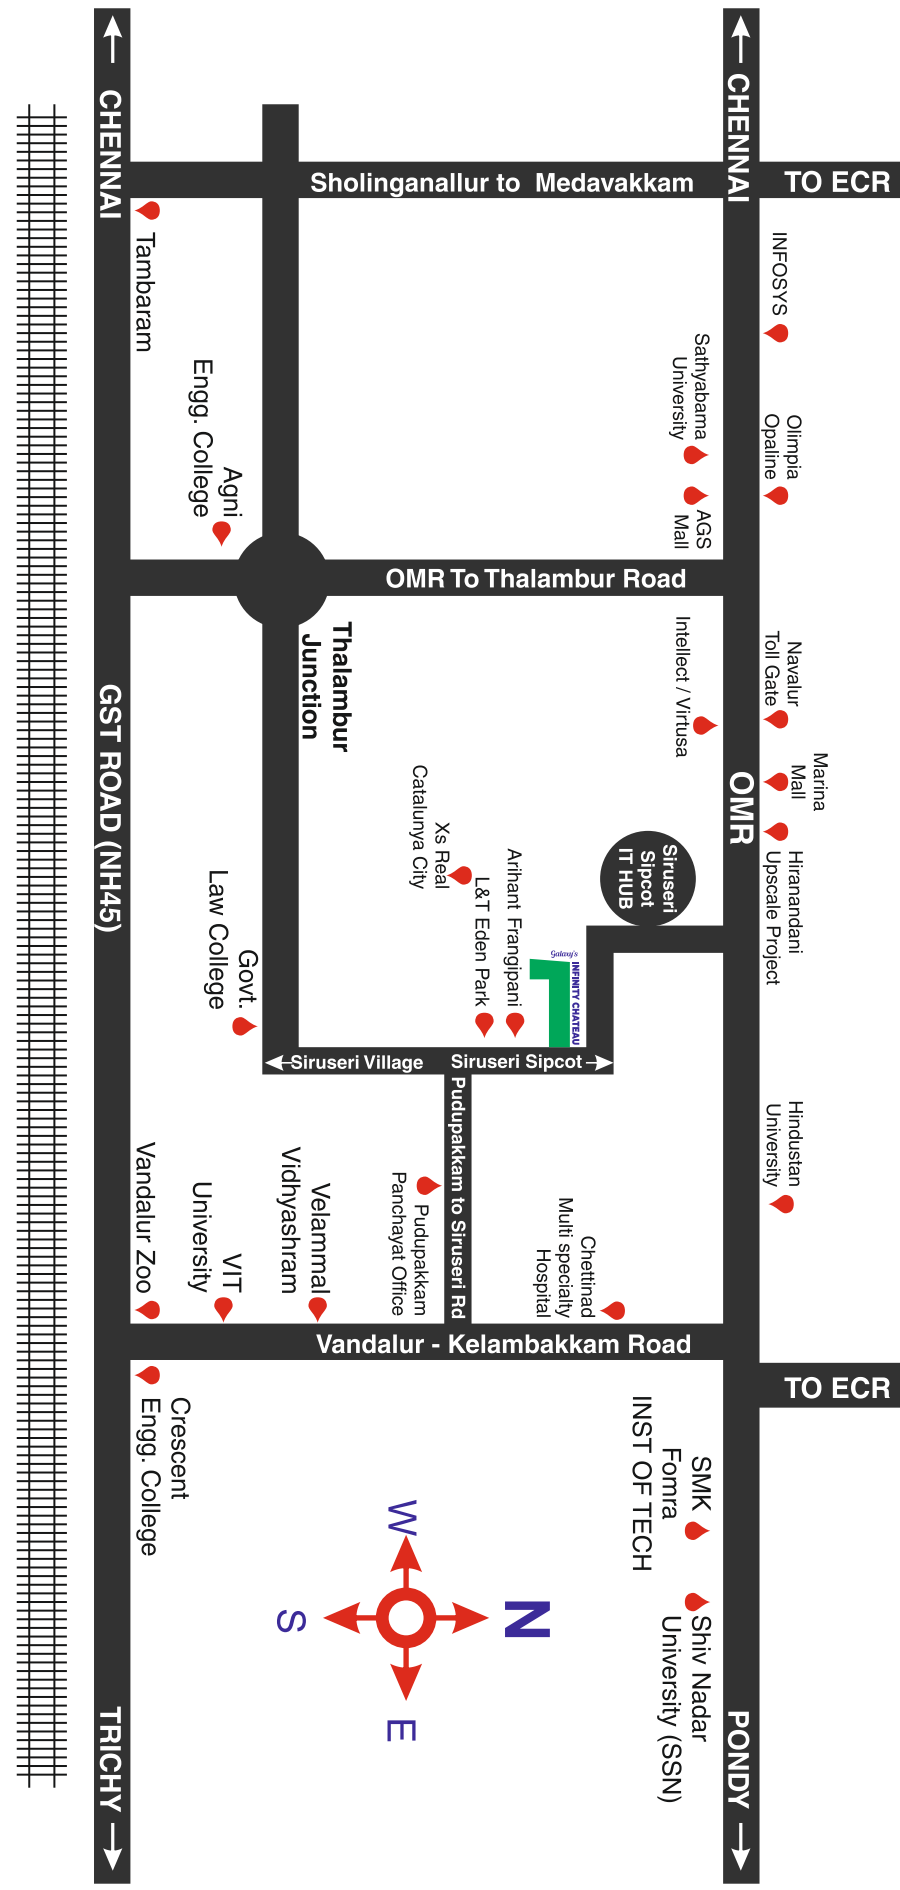 CHENNAI
CHENNAI
Sholinganallur to Medavakkam
TO ECR
Tambaram
INFOSYS
Sathyabama
University
Olimpia
Opaline
Agni
Engg. College
AGS
Mall
OMR To Thalambur Road
Thalambur
Junction
Intellect / Virtusa
Navalur
Toll Gate
GST ROAD (NH45)
OMR
Marina
Mall
Hiranandani
Upscale Project
Siruseri
Sipcot
IT HUB
Xs Real
Catalunya City
Arihant Frangipani
L&T Eden Park
Galaxy's
INFINITY CHATEAU
Govt.
Law College
Siruseri Village
Siruseri Sipcot
Pudupakkam to Siruseri Rd
Hindustan
University
Vandalur Zoo
VIT
University
Velammal
Vidhyashram
Pudupakkam
Panchayat Office
Chettinad
Multi specialty
Hospital
Vandalur - Kelambakkam Road
TO ECR
Crescent
Engg. College
SMK
Fomra
INST OF TECH
Shiv Nadar
University (SSN)
W
N
S
E
TRICHY
PONDY